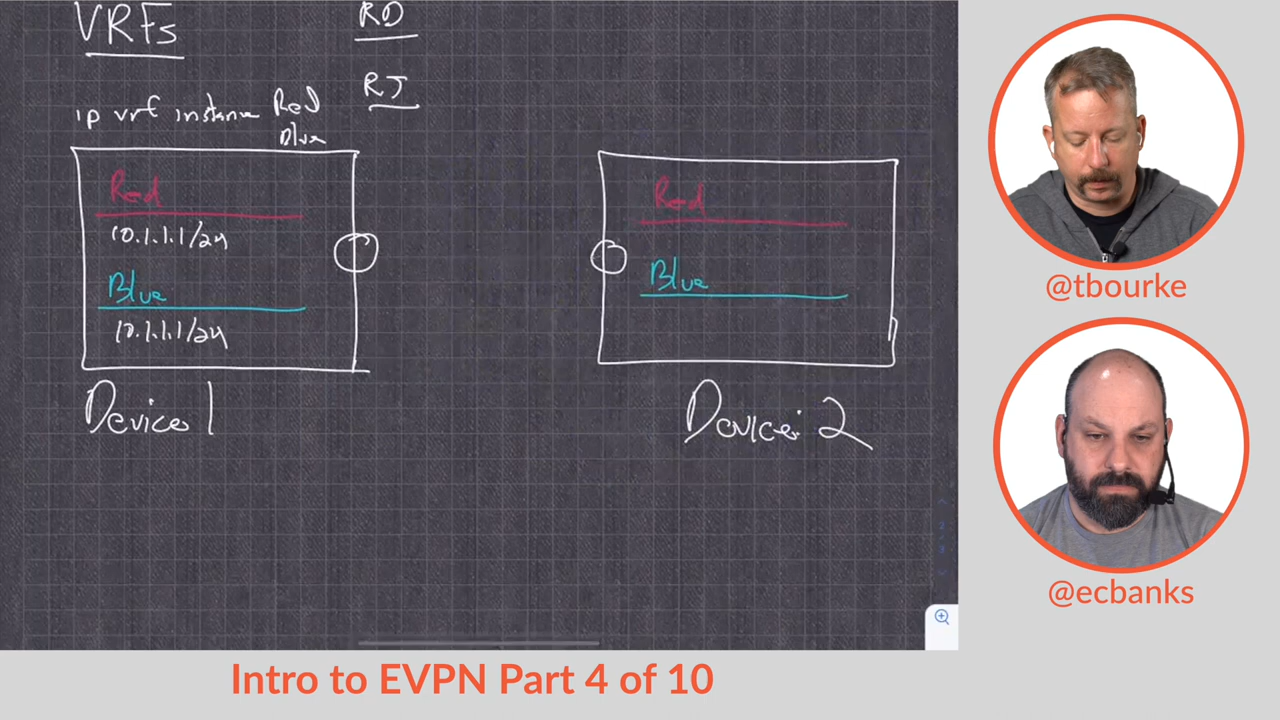 VRFs
RD
RT
ip vrf instance Red
Blue
Red
10.1.1.1/24
Blue
10.1.1.1/24
Device 1
Red
Blue
Device 2
@tbourke
@ecbanks
Intro to EVPN Part 4 of 10